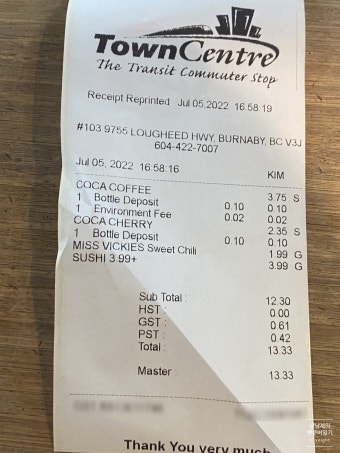 TownCentre
The Transit Commuter Stop
Receipt Reprinted Jul 05,2022 16:58:19
#103 9755 LOUGHEED HWY, BURNABY, BC V3J
604-422-7007
Jul 05, 2022 16:58:16 KIM
COCA COFFEE 3.75 S
1 Bottle Deposit 0.10 0.10
1 Environment Fee 0.02 0.02
COCA CHERRY 2.35 S
1 Bottle Deposit 0.10 0.10
MISS VICKIES Sweet Chili 1.99 G
SUSHI 3.99+ 3.99 G
Sub Total : 12.30
HST : 0.00
GST : 0.61
PST : 0.42
Total : 13.33
Master : 13.33
Thank You very much